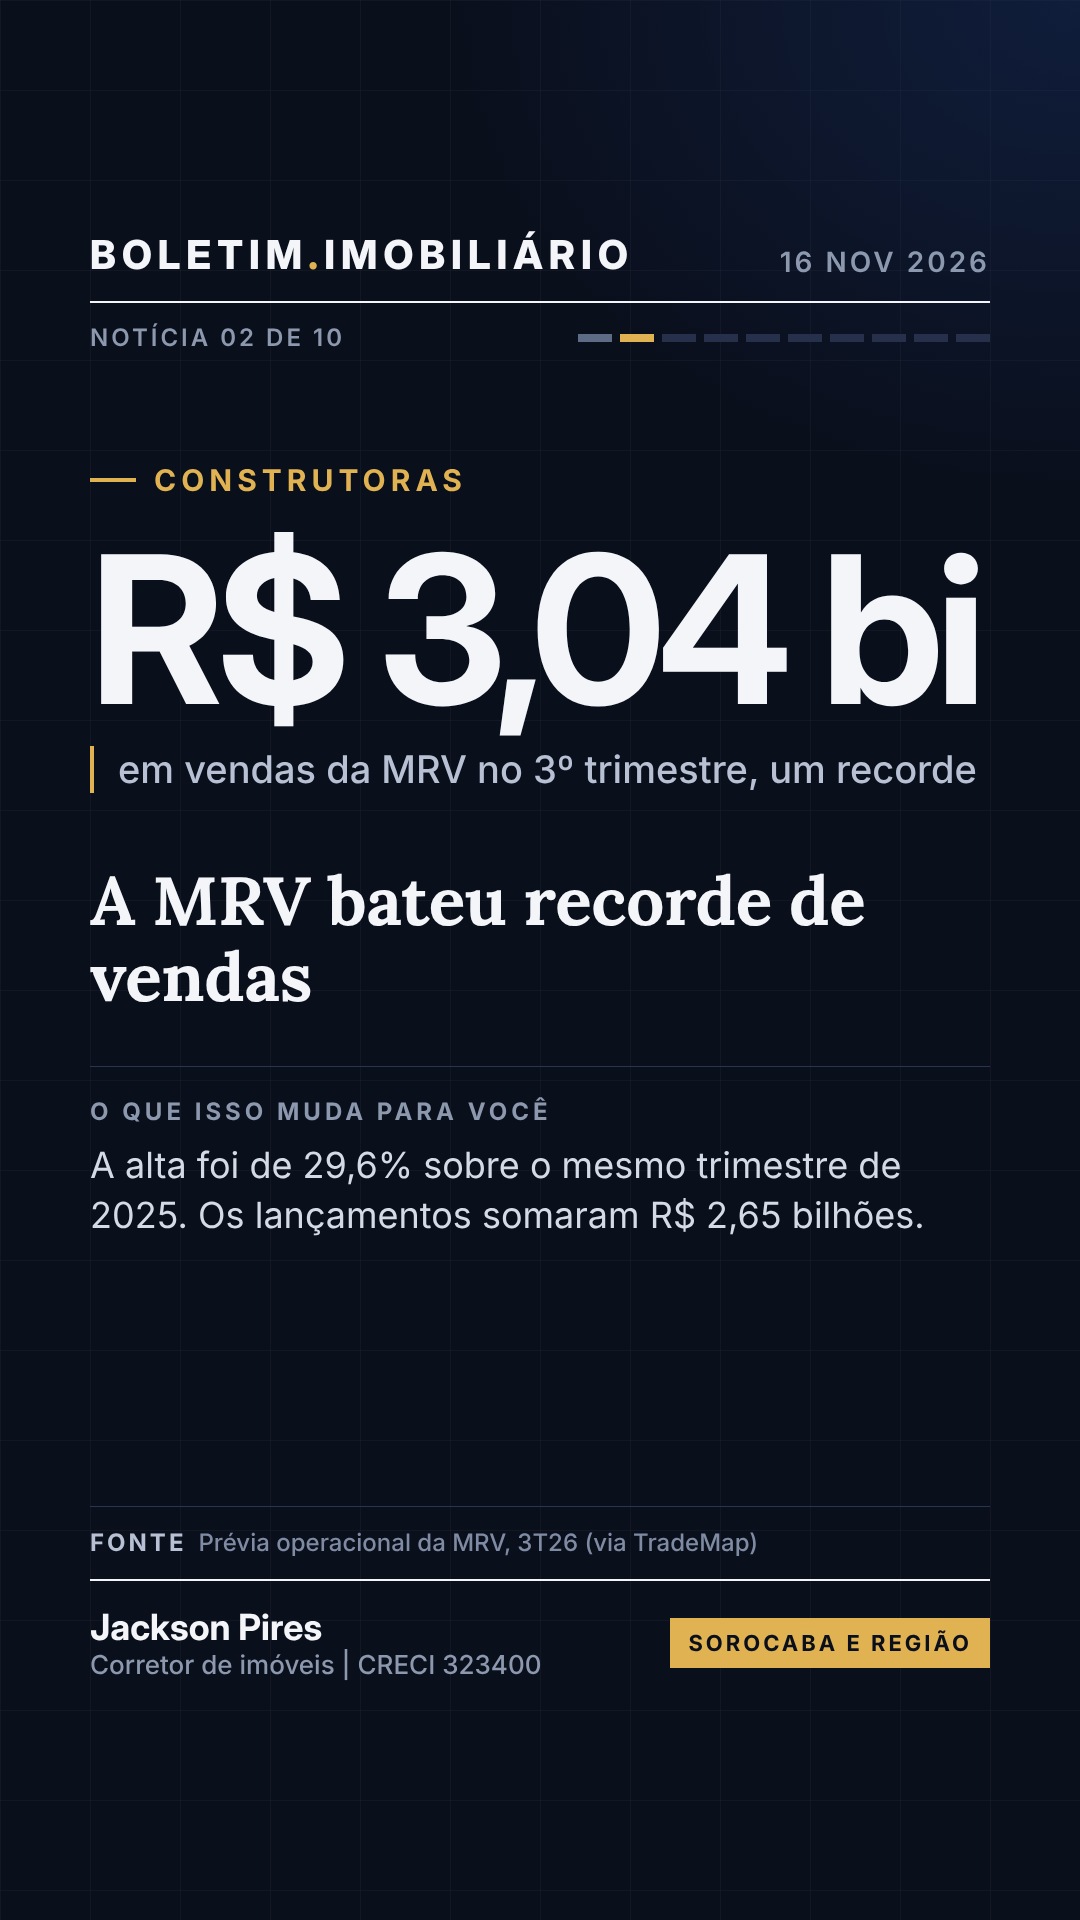 BOLETIM.IMOBILIÁRIO
16 NOV 2026
NOTÍCIA 02 DE 10
CONSTRUTORAS
R$ 3,04 bi
em vendas da MRV no 3º trimestre, um recorde
A MRV bateu recorde de
vendas
O QUE ISSO MUDA PARA VOCÊ
A alta foi de 29,6% sobre o mesmo trimestre de
2025. Os lançamentos somaram R$ 2,65 bilhões.
FONTE Prévia operacional da MRV, 3T26 (via TradeMap)
Jackson Pires
Corretor de imóveis | CRECI 323400
SOROCABA E REGIÃO